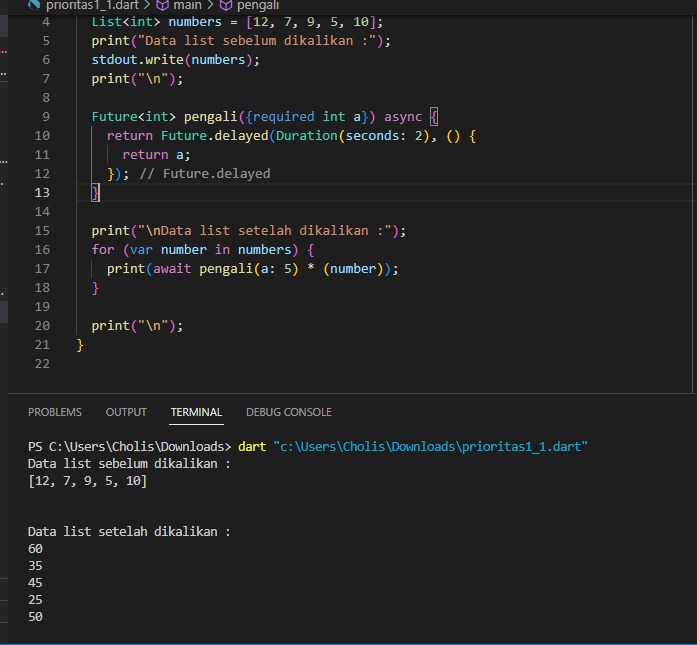 prioritas1_1.dart > main > pengali
4 List<int> numbers = [12, 7, 9, 5, 10];
5 print("Data list sebelum dikalikan :");
6 stdout.write(numbers);
7 print("\n");
8
9 Future<int> pengali({required int a}) async {
10 return Future.delayed(Duration(seconds: 2), () {
11 return a;
12 }); // Future.delayed
13 }
14
15 print("\nData list setelah dikalikan :");
16 for (var number in numbers) {
17 print(await pengali(a: 5) * (number));
18 }
19
20 print("\n");
21 }
22
PROBLEMS OUTPUT TERMINAL DEBUG CONSOLE
PS C:\Users\Cholis\Downloads> dart "c:\Users\Cholis\Downloads\prioritas1_1.dart"
Data list sebelum dikalikan :
[12, 7, 9, 5, 10]
Data list setelah dikalikan :
60
35
45
25
50